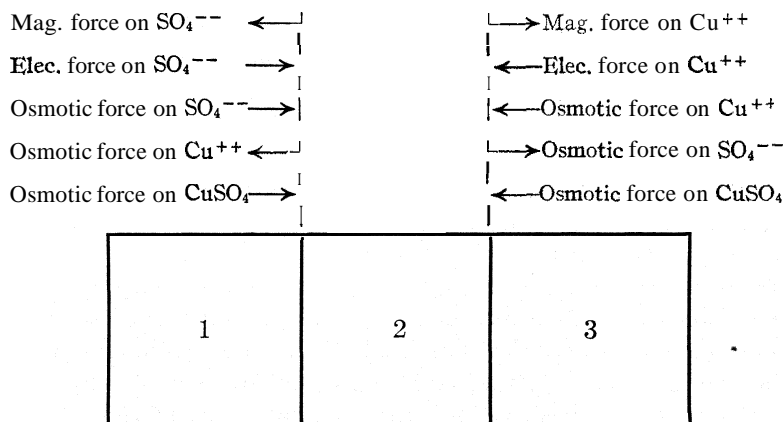 Mag. force on SO₄⁻⁻
Elec. force on SO₄⁻⁻
Osmotic force on SO₄⁻⁻
Osmotic force on Cu⁺⁺
Osmotic force on CuSO₄
Mag. force on Cu⁺⁺
Elec. force on Cu⁺⁺
Osmotic force on Cu⁺⁺
Osmotic force on SO₄⁻⁻
Osmotic force on CuSO₄
1 2 3